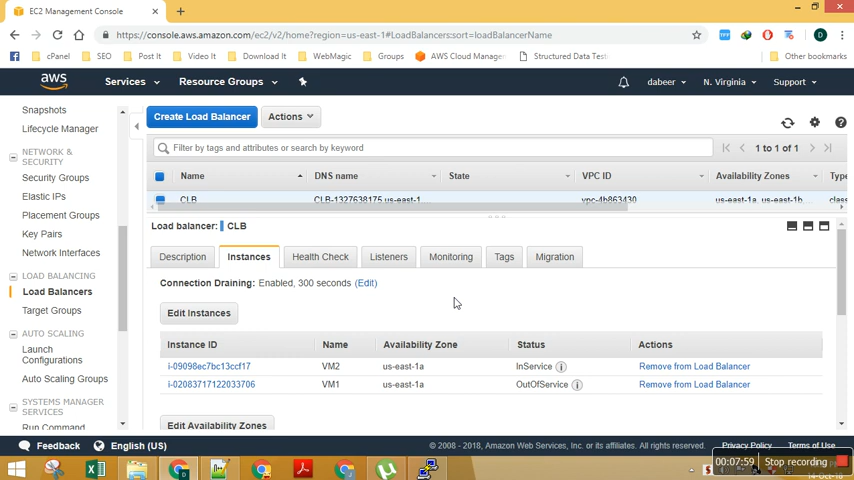 EC2 Management Console
https://console.aws.amazon.com/ec2/v2/home?region=us-east-1#LoadBalancers:sort=loadBalancerName
cPanel SEO Post It Video It WebMagic Download It Groups AWS Cloud Manage Structured Data Test Other bookmarks
aws Services Resource Groups dabeer N. Virginia Support
Snapshots
Lifecycle Manager
NETWORK &
SECURITY
Security Groups
Elastic IPs
Placement Groups
Key Pairs
Network Interfaces
LOAD BALANCING
Load Balancers
Target Groups
AUTO SCALING
Launch
Configurations
Auto Scaling Groups
SYSTEMS MANAGER
SERVICES
Run Command
Create Load Balancer Actions
Filter by tags and attributes or search by keyword 1 to 1 of 1
Name DNS name State VPC ID Availability Zones Type
CLB CLB-1327638175.us-east-1 vpc-4b863430 us-east-1a, us-east-1b class
Load balancer: CLB
Description Instances Health Check Listeners Monitoring Tags Migration
Connection Draining: Enabled, 300 seconds (Edit)
Edit Instances
Instance ID Name Availability Zone Status Actions
i-09098ec7bc13ccf17 VM2 us-east-1a InService Remove from Load Balancer
i-02083717122033706 VM1 us-east-1a OutOfService Remove from Load Balancer
Edit Availability Zones
Feedback English (US) © 2008 - 2018, Amazon Web Services, Inc. or its affiliates. All rights reserved. Privacy Policy Terms of Use
00:07:59 Stop recording